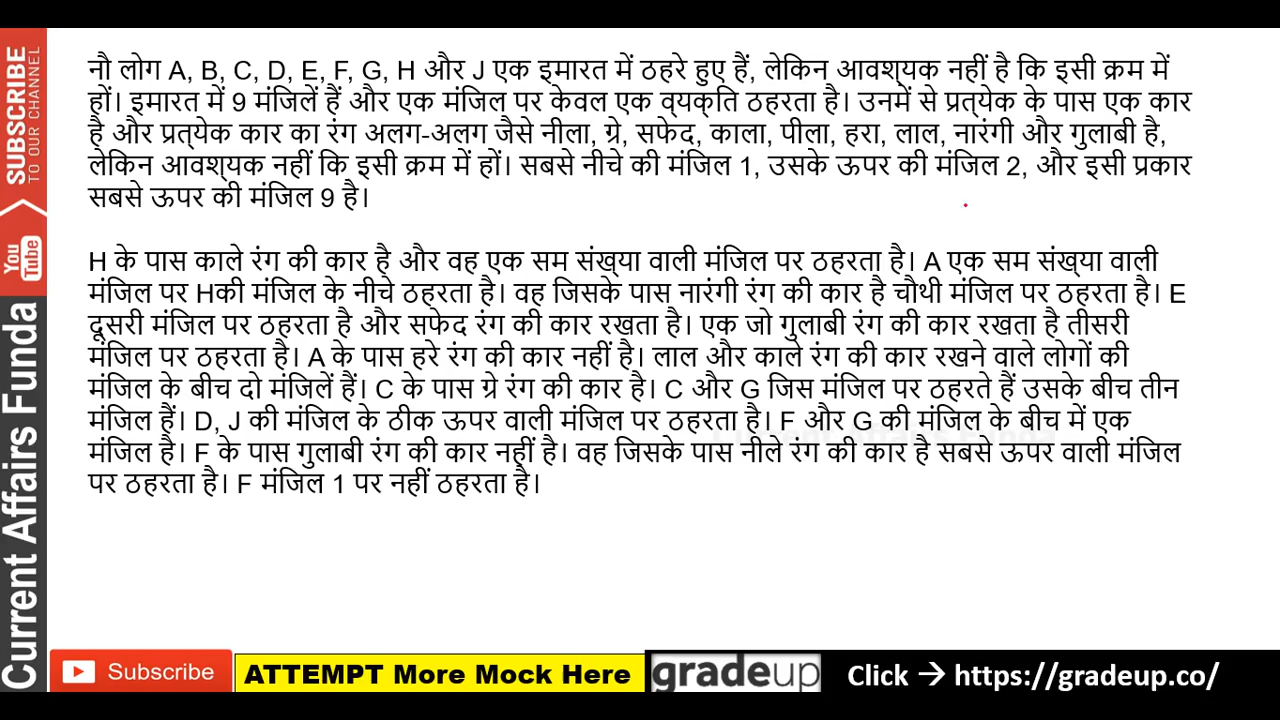 नौ लोग A, B, C, D, E, F, G, H और J एक इमारत में ठहरे हुए हैं, लेकिन आवश्यक नहीं है कि इसी क्रम में
हों। इमारत में 9 मंजिलें हैं और एक मंजिल पर केवल एक व्यक्ति ठहरता है। उनमें से प्रत्येक के पास एक कार
है और प्रत्येक कार का रंग अलग-अलग जैसे नीला, ग्रे, सफेद, काला, पीला, हरा, लाल, नारंगी और गुलाबी है,
लेकिन आवश्यक नहीं कि इसी क्रम में हों। सबसे नीचे की मंजिल 1, उसके ऊपर की मंजिल 2, और इसी प्रकार
सबसे ऊपर की मंजिल 9 है।
H के पास काले रंग की कार है और वह एक सम संख्या वाली मंजिल पर ठहरता है। A एक सम संख्या वाली
मंजिल पर Hकी मंजिल के नीचे ठहरता है। वह जिसके पास नारंगी रंग की कार है चौथी मंजिल पर ठहरता है। E
दूसरी मंजिल पर ठहरता है और सफेद रंग की कार रखता है। एक जो गुलाबी रंग की कार रखता है तीसरी
मंजिल पर ठहरता है। A के पास हरे रंग की कार नहीं है। लाल और काले रंग की कार रखने वाले लोगों की
मंजिल के बीच दो मंजिलें हैं। C के पास ग्रे रंग की कार है। C और G जिस मंजिल पर ठहरते हैं उसके बीच तीन
मंजिल हैं। D, J की मंजिल के ठीक ऊपर वाली मंजिल पर ठहरता है। F और G की मंजिल के बीच में एक
मंजिल है। F के पास गुलाबी रंग की कार नहीं है। वह जिसके पास नीले रंग की कार है सबसे ऊपर वाली मंजिल
पर ठहरता है। F मंजिल 1 पर नहीं ठहरता है।
Current Affairs Funda
SUBSCRIBE
TO OUR CHANNEL
You
Tube
Current Affairs Funda
Subscribe
ATTEMPT More Mock Here
gradeup
Click → https://gradeup.co/